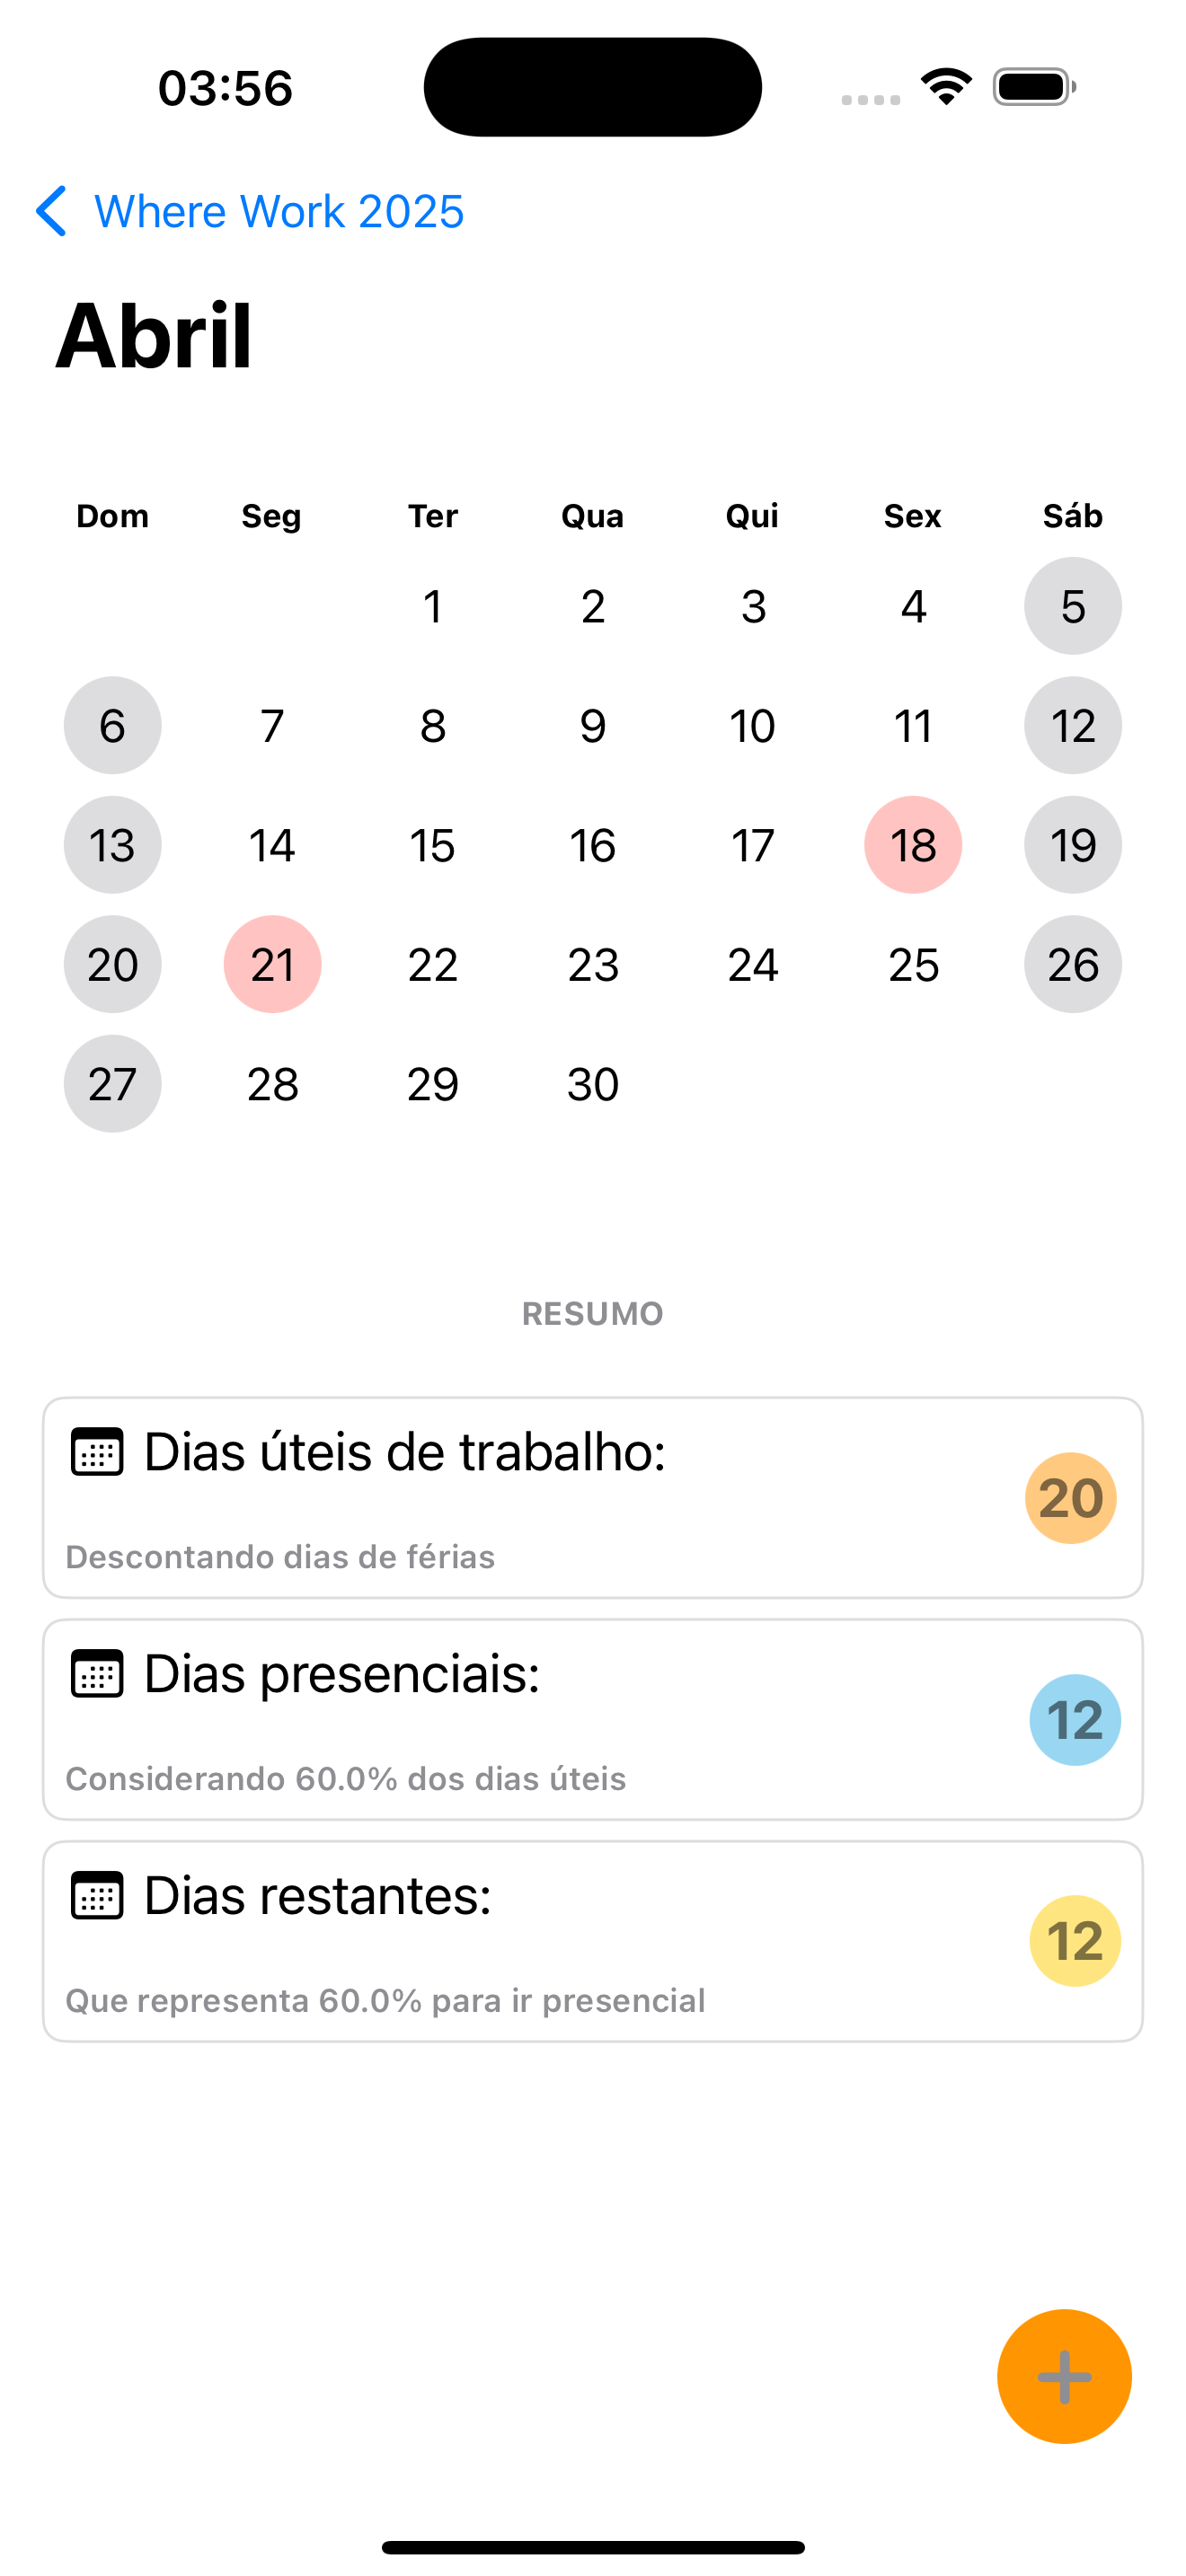 03:56
Where Work 2025
Abril
Dom Seg Ter Qua Qui Sex Sáb
1 2 3 4 5
6 7 8 9 10 11 12
13 14 15 16 17 18 19
20 21 22 23 24 25 26
27 28 29 30
RESUMO
Dias úteis de trabalho:
20
Descontando dias de férias
Dias presenciais:
12
Considerando 60.0% dos dias úteis
Dias restantes:
12
Que representa 60.0% para ir presencial